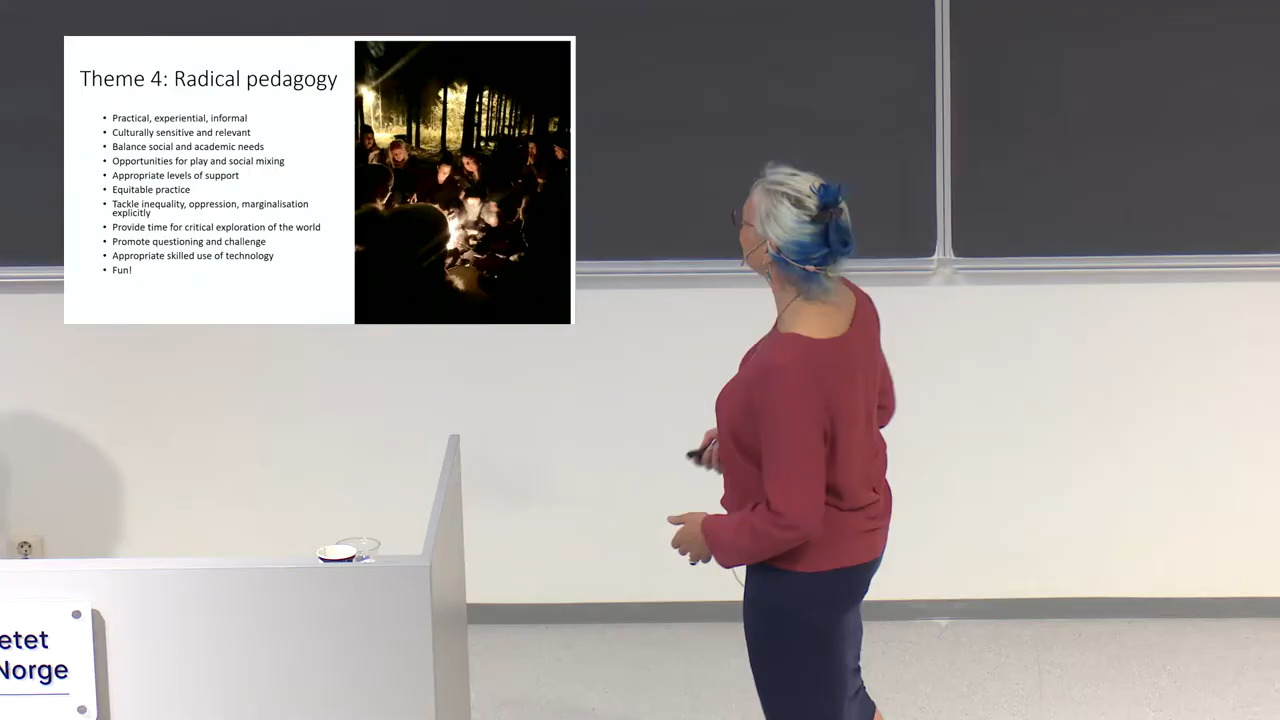 Theme 4: Radical pedagogy
• Practical, experiential, informal
• Culturally sensitive and relevant
• Balance social and academic needs
• Opportunities for play and social mixing
• Appropriate levels of support
• Equitable practice
• Tackle inequality, oppression, marginalisation
explicitly
• Provide time for critical exploration of the world
• Promote questioning and challenge
• Appropriate skilled use of technology
• Fun!
etet
Norge